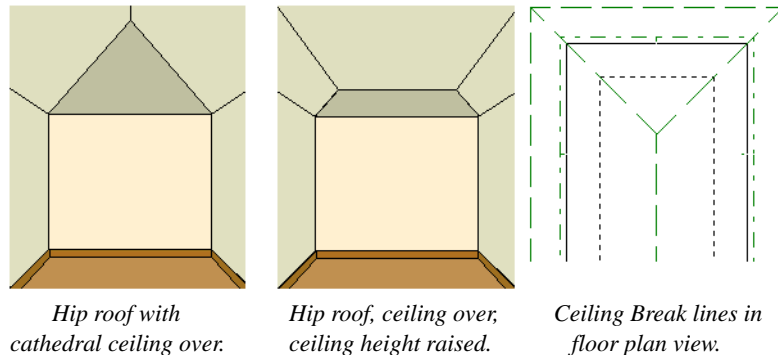 Hip roof with
cathedral ceiling over.
Hip roof, ceiling over,
ceiling height raised.
Ceiling Break lines in
floor plan view.